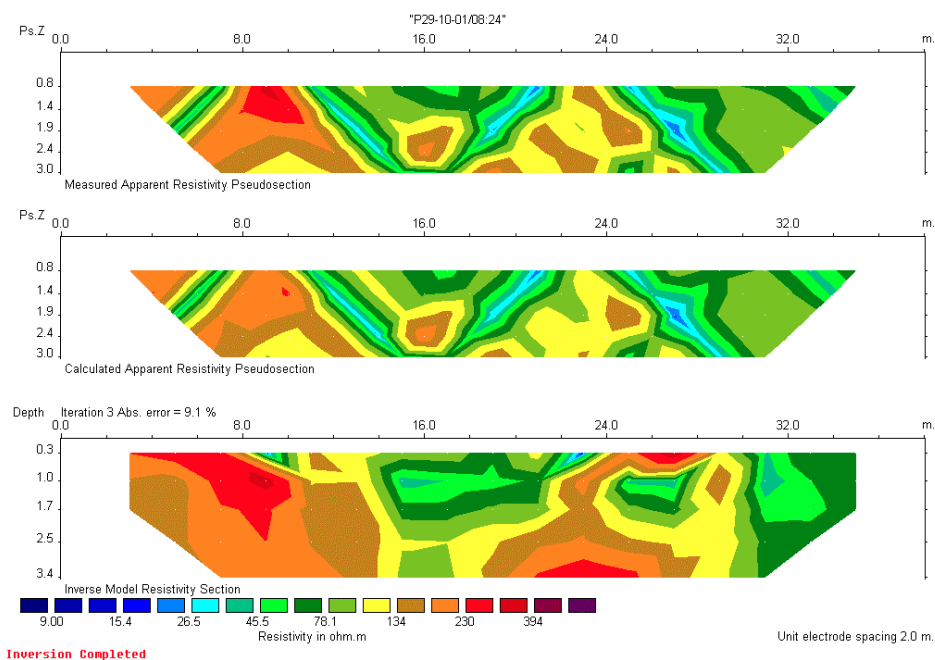 "P29-10-01/08:24"
Ps.Z 0.0 8.0 16.0 24.0 32.0 m.
0.8
1.4
1.9
2.4
3.0
Measured Apparent Resistivity Pseudosection
Ps.Z 0.0 8.0 16.0 24.0 32.0 m.
0.8
1.4
1.9
2.4
3.0
Calculated Apparent Resistivity Pseudosection
Depth Iteration 3 Abs. error = 9.1 %
0.0 8.0 16.0 24.0 32.0 m.
0.3
1.0
1.7
2.5
3.4
Inverse Model Resistivity Section
9.00 15.4 26.5 45.5 78.1 134 230 394
Resistivity in ohm.m Unit electrode spacing 2.0 m.
Inversion Completed